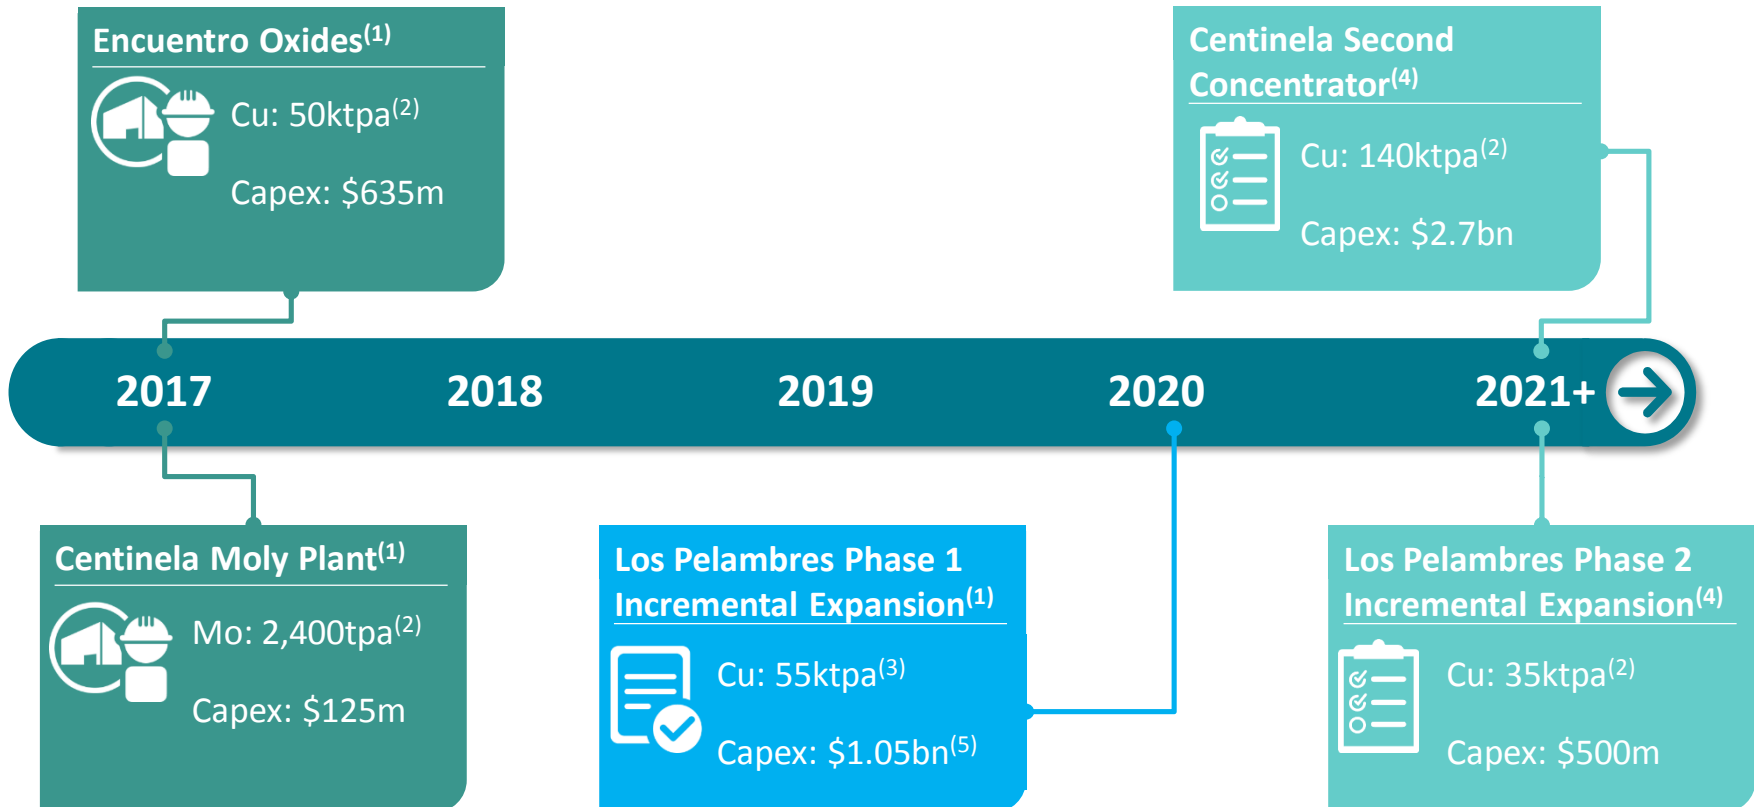 Encuentro Oxides(1)
Cu: 50ktpa(2)
Capex: $635m
Centinela Second
Concentrator(4)
Cu: 140ktpa(2)
Capex: $2.7bn
2017
2018
2019
2020
2021+
Centinela Moly Plant(1)
Mo: 2,400tpa(2)
Capex: $125m
Los Pelambres Phase 1
Incremental Expansion(1)
Cu: 55ktpa(3)
Capex: $1.05bn(5)
Los Pelambres Phase 2
Incremental Expansion(4)
Cu: 35ktpa(2)
Capex: $500m